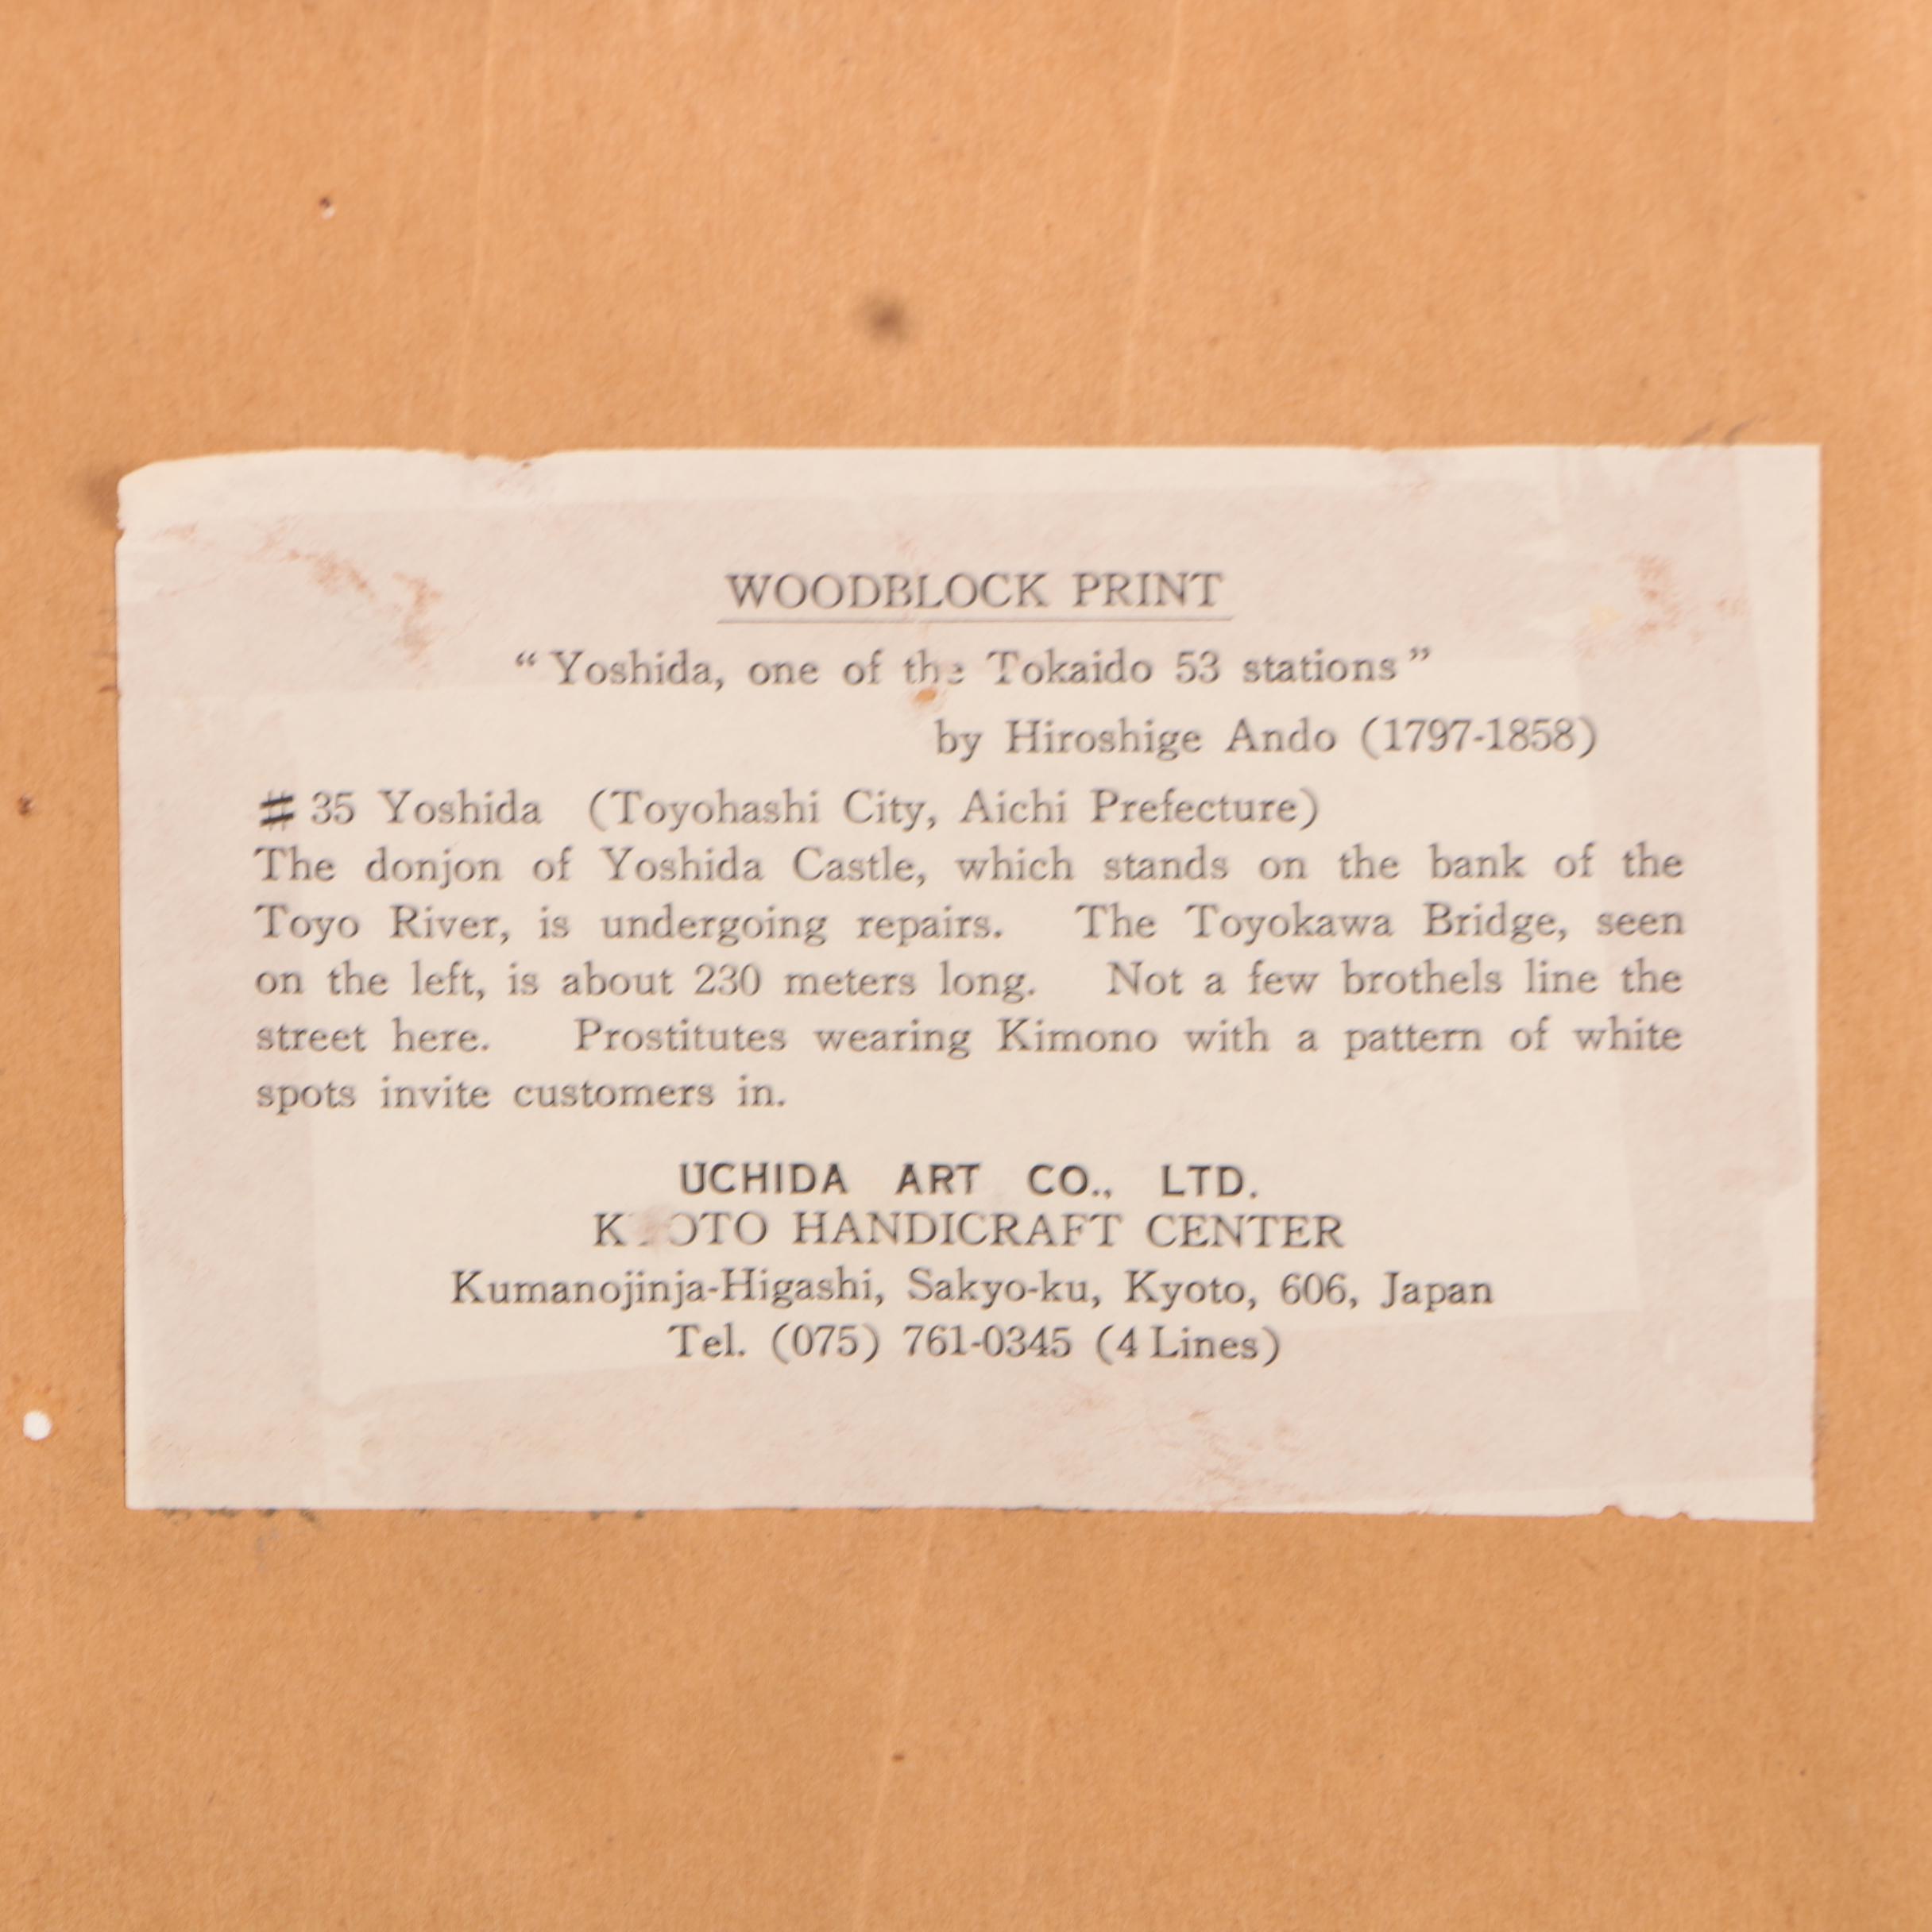 WOODBLOCK PRINT
“Yoshida, one of the Tokaido 53 stations”
by Hiroshige Ando (1797-1858)
# 35 Yoshida (Toyohashi City, Aichi Prefecture)
The donjon of Yoshida Castle, which stands on the bank of the
Toyo River, is undergoing repairs. The Toyokawa Bridge, seen
on the left, is about 230 meters long. Not a few brothels line the
street here. Prostitutes wearing Kimono with a pattern of white
spots invite customers in.
UCHIDA ART CO., LTD.
KYOTO HANDICRAFT CENTER
Kumanojinja-Higashi, Sakyo-ku, Kyoto, 606, Japan
Tel. (075) 761-0345 (4 Lines)